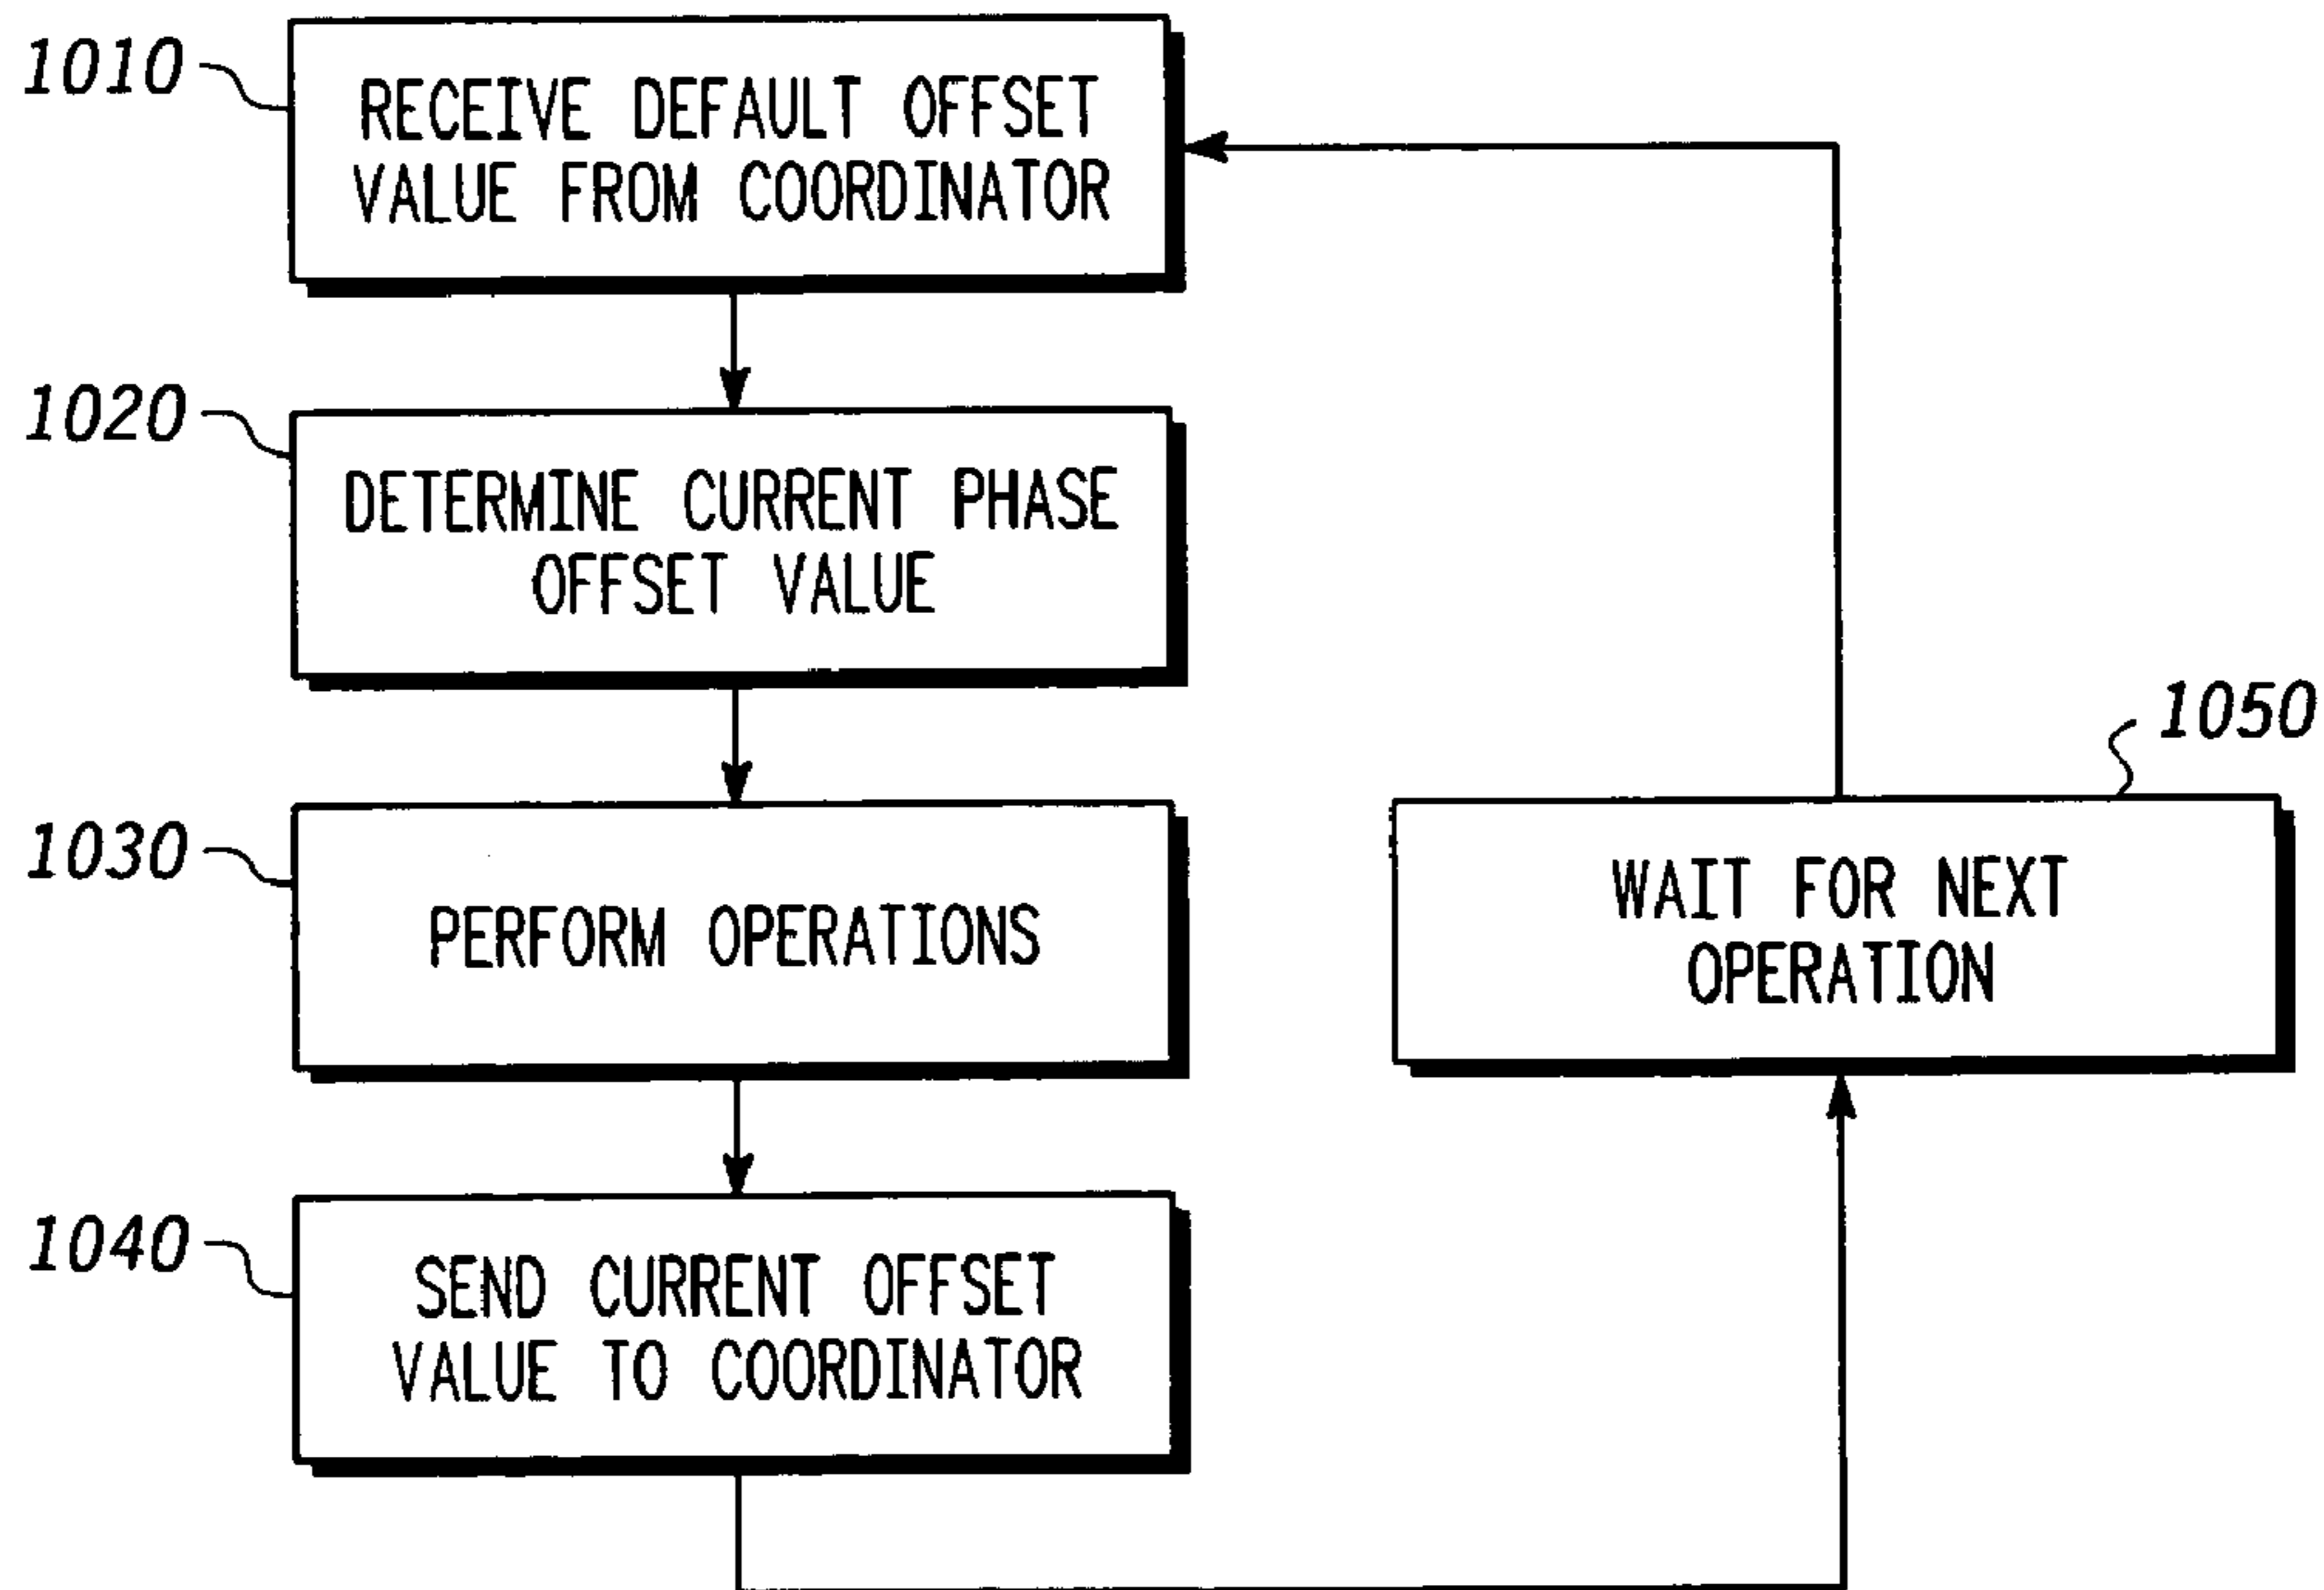 1010
RECEIVE DEFAULT OFFSET
VALUE FROM COORDINATOR
1020
DETERMINE CURRENT PHASE
OFFSET VALUE
1030
PERFORM OPERATIONS
1040
SEND CURRENT OFFSET
VALUE TO COORDINATOR
1050
WAIT FOR NEXT
OPERATION